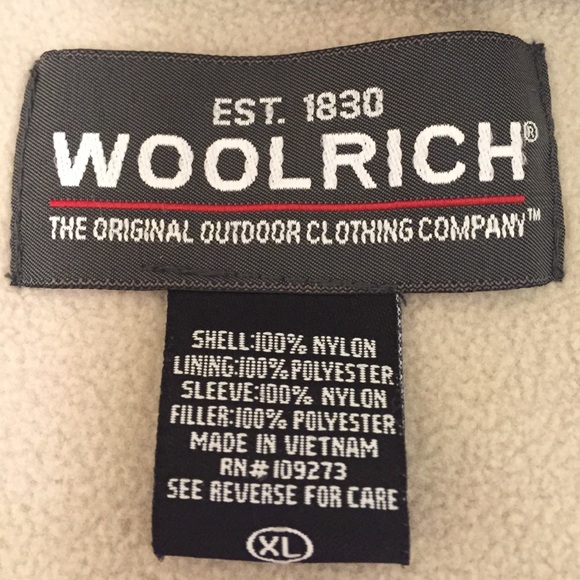 EST. 1830
WOOLRICH®
THE ORIGINAL OUTDOOR CLOTHING COMPANY™
SHELL:100% NYLON
LINING:100% POLYESTER
SLEEVE:100% NYLON
FILLER:100% POLYESTER
MADE IN VIETNAM
RN# 109273
SEE REVERSE FOR CARE
XL